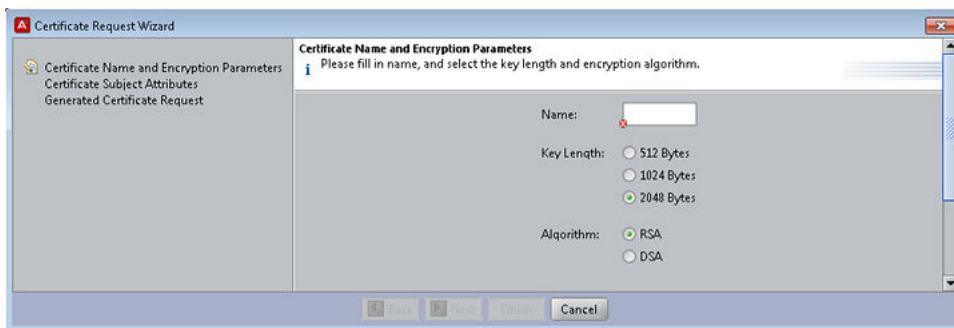 Certificate Request Wizard
Certificate Name and Encryption Parameters
Certificate Subject Attributes
Generated Certificate Request
Certificate Name and Encryption Parameters
Please fill in name, and select the key length and encryption algorithm.
Name:
Key Length:
512 Bytes
1024 Bytes
2048 Bytes
Algorithm:
RSA
DSA
Back
Next
Finish
Cancel